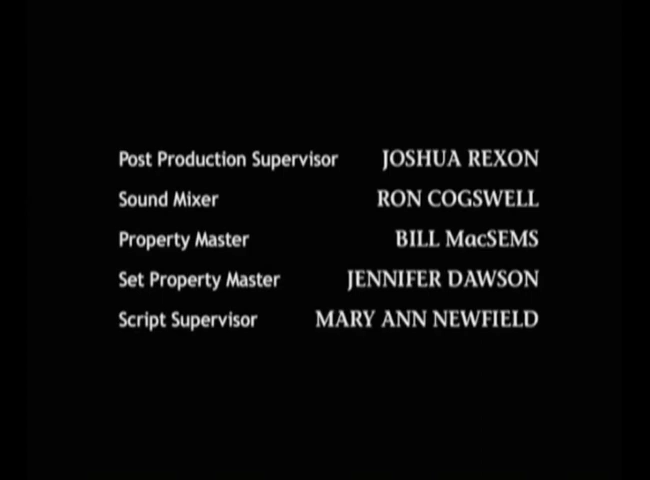 Post Production Supervisor JOSHUA REXON
Sound Mixer RON COGSWELL
Property Master BILL MacSEMS
Set Property Master JENNIFER DAWSON
Script Supervisor MARY ANN NEWFIELD